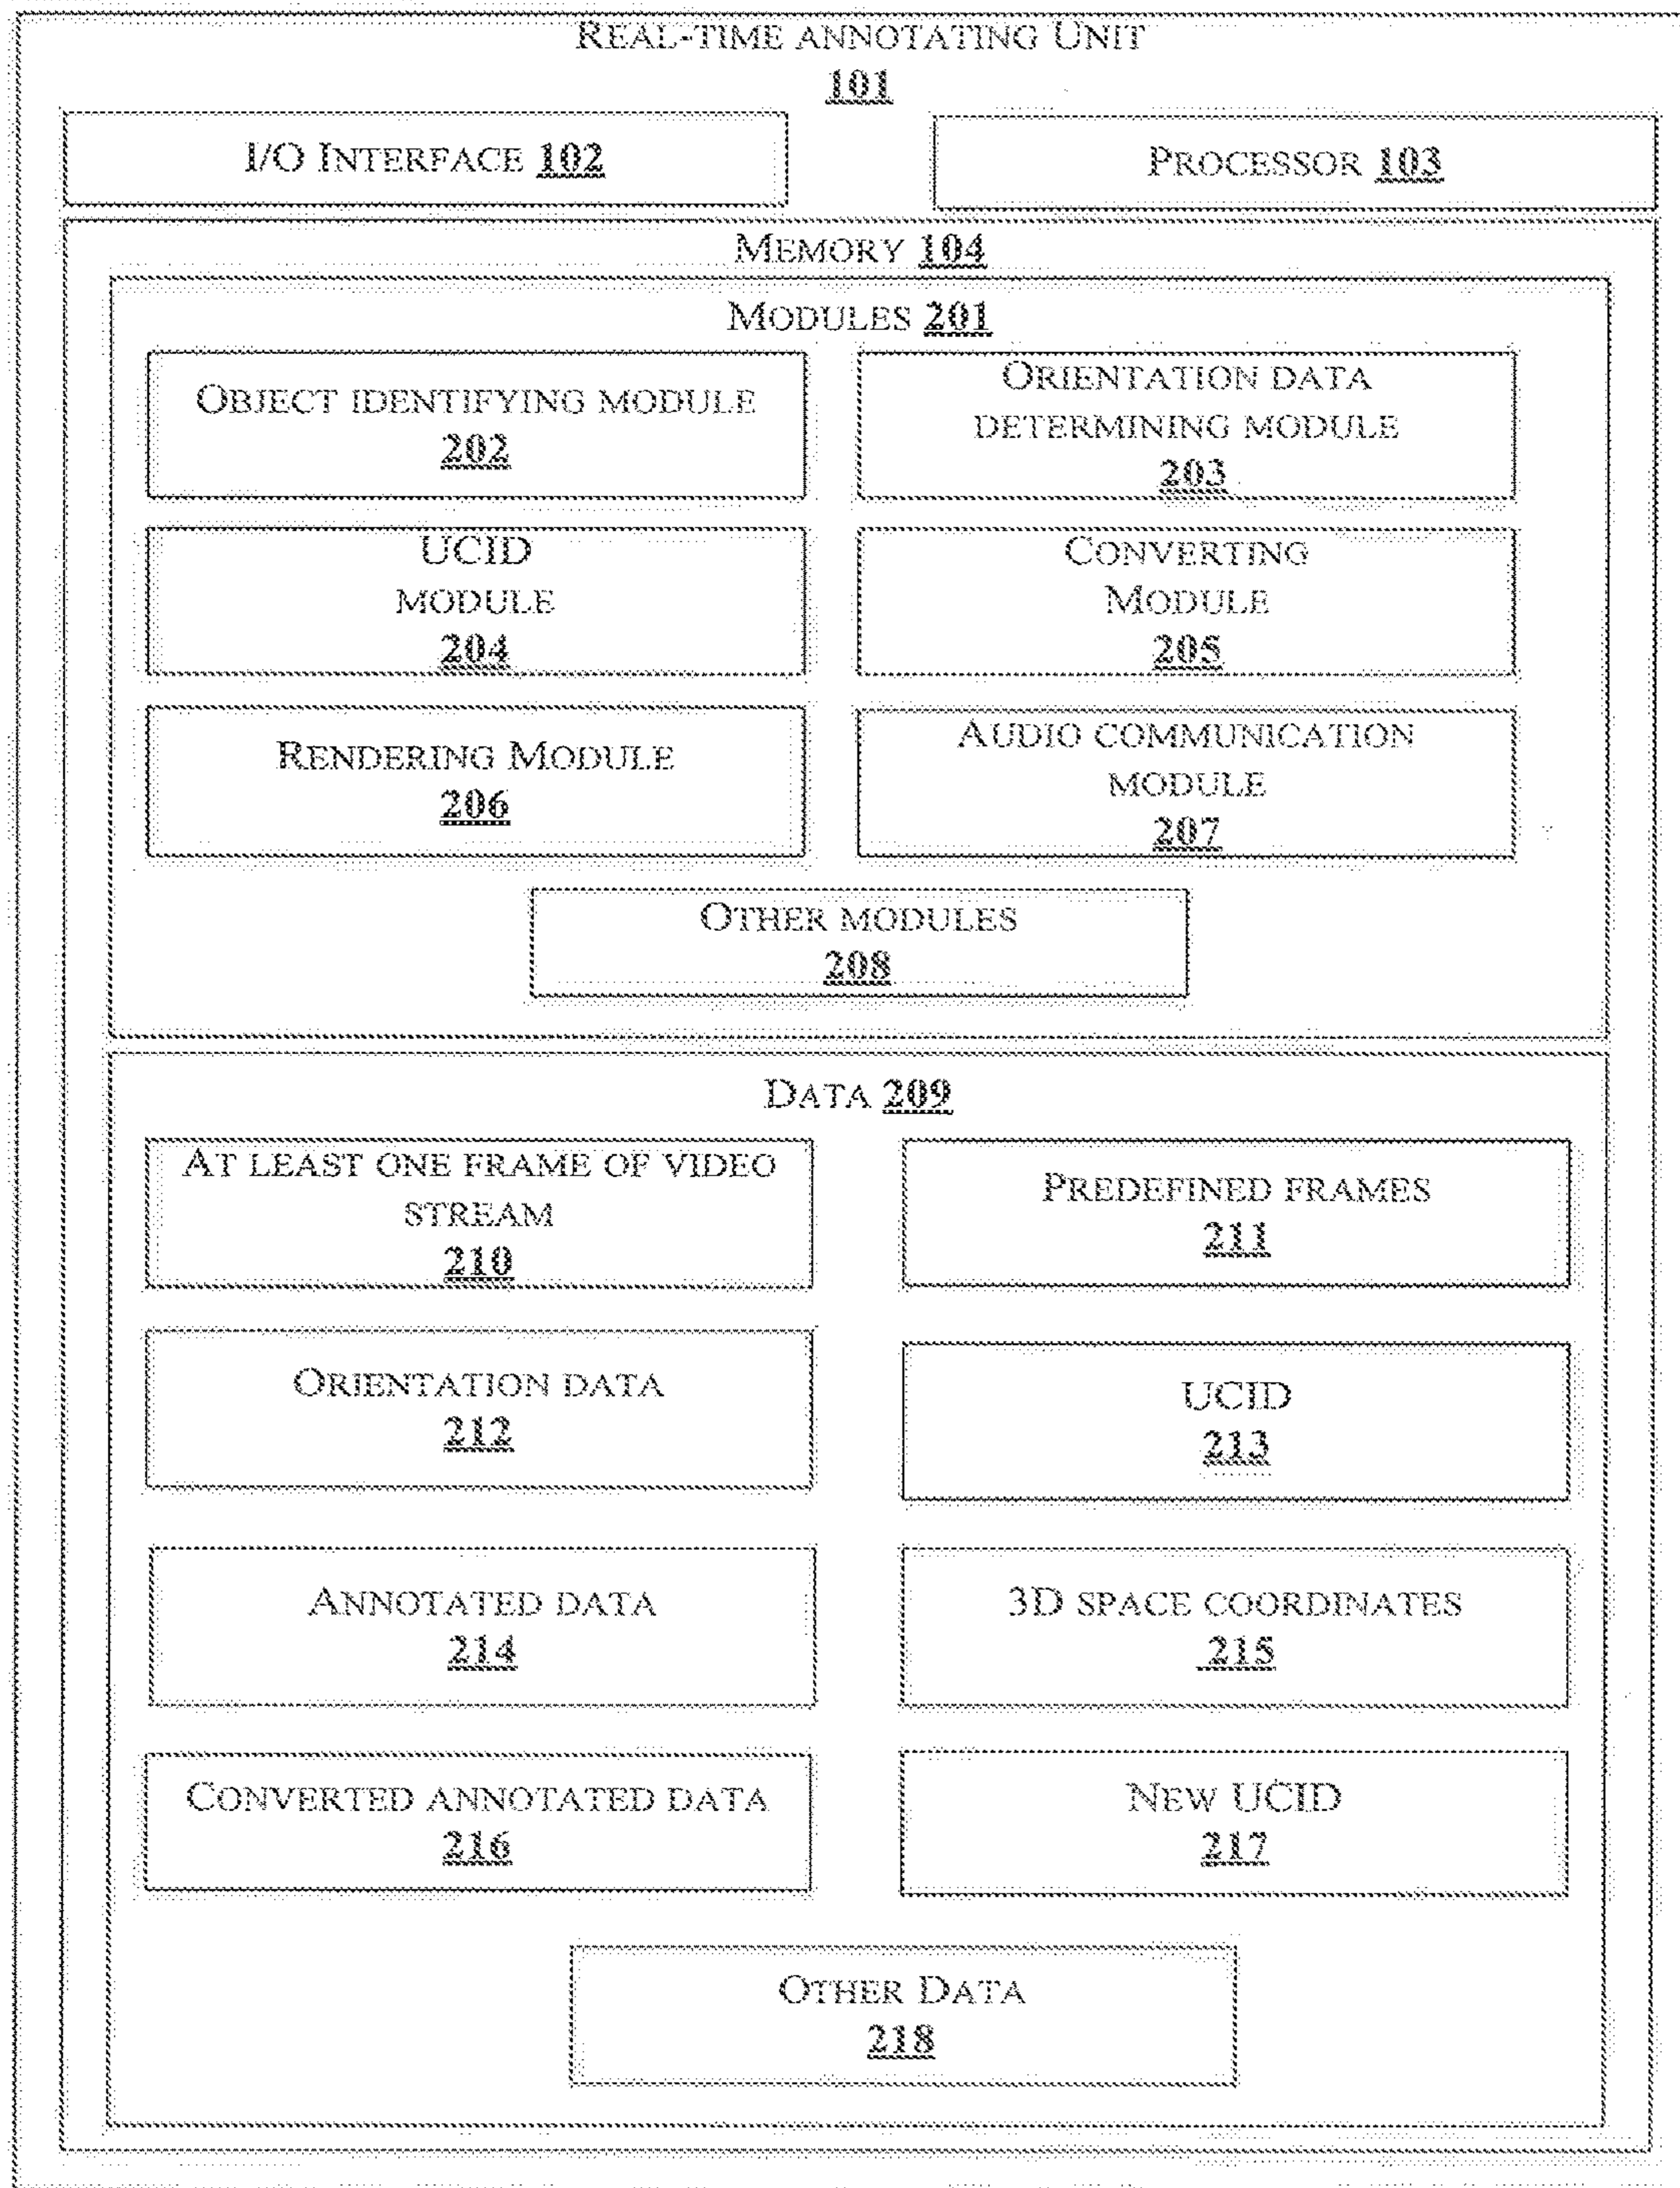 REAL-TIME ANNOTATING UNIT
101
I/O INTERFACE 102
PROCESSOR 103
MEMORY 104
MODULES 201
OBJECT IDENTIFYING MODULE
202
ORIENTATION DATA
DETERMINING MODULE
203
UCID
MODULE
204
CONVERTING
MODULE
205
RENDERING MODULE
206
AUDIO COMMUNICATION
MODULE
207
OTHER MODULES
208
DATA 209
AT LEAST ONE FRAME OF VIDEO
STREAM
210
PREDEFINED FRAMES
211
ORIENTATION DATA
212
UCID
213
ANNOTATED DATA
214
3D SPACE COORDINATES
215
CONVERTED ANNOTATED DATA
216
NEW UCID
217
OTHER DATA
218